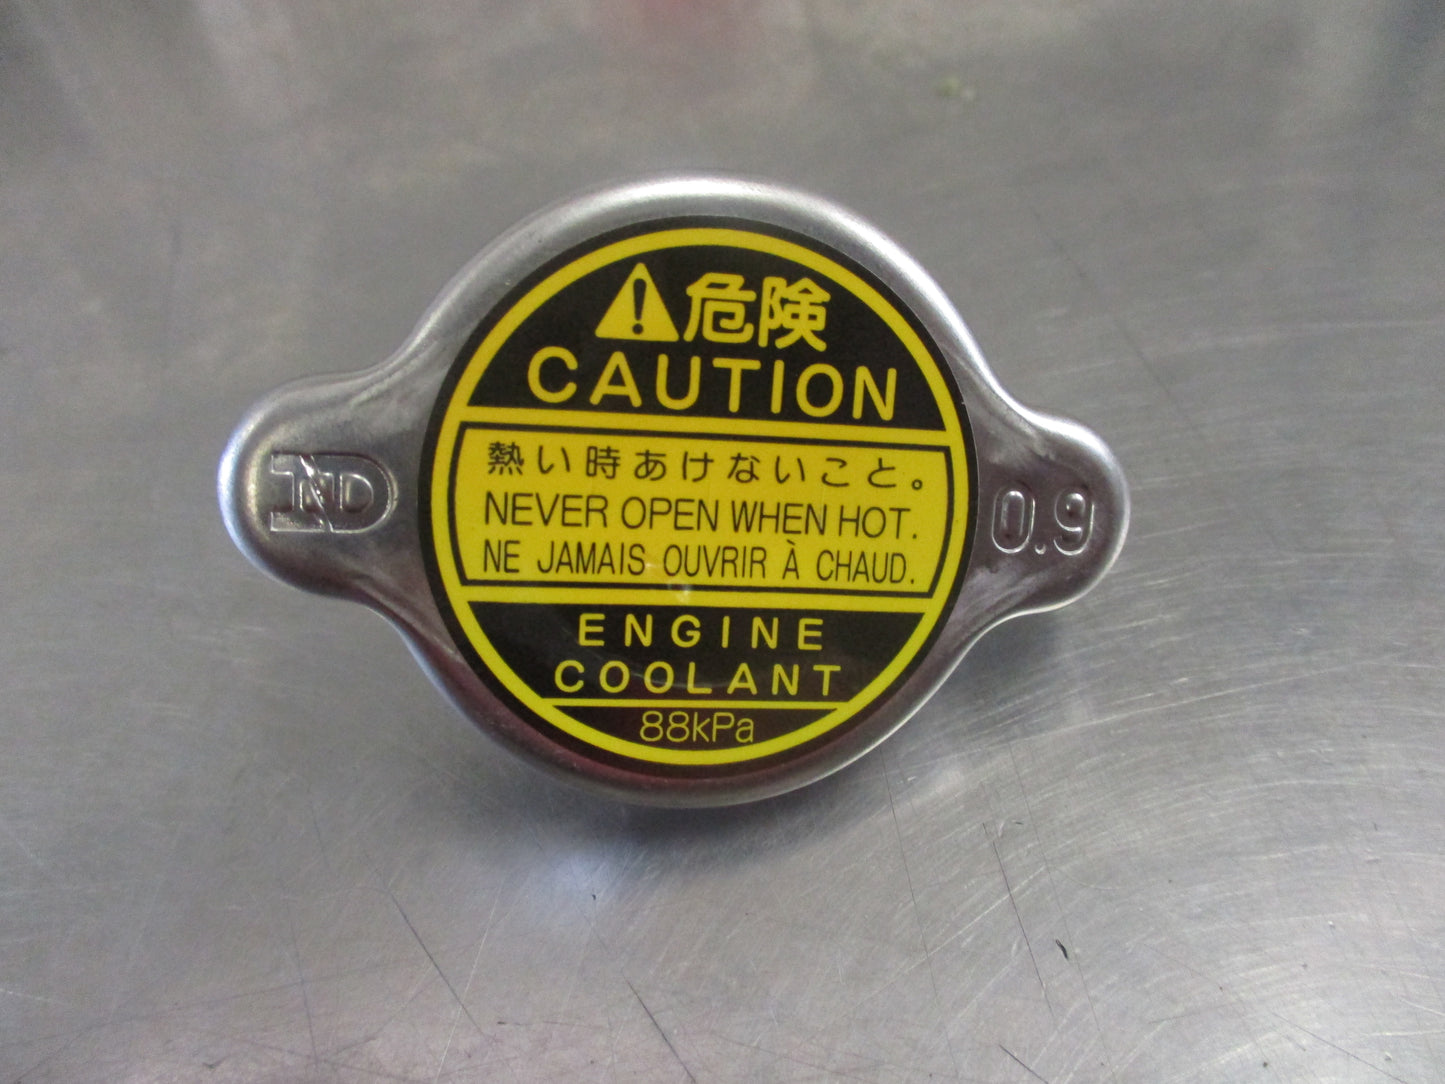 危険
CAUTION
熱い時あけないこと。
NEVER OPEN WHEN HOT.
NE JAMAIS OUVRIR À CHAUD.
ND
0.9
ENGINE
COOLANT
88kPa